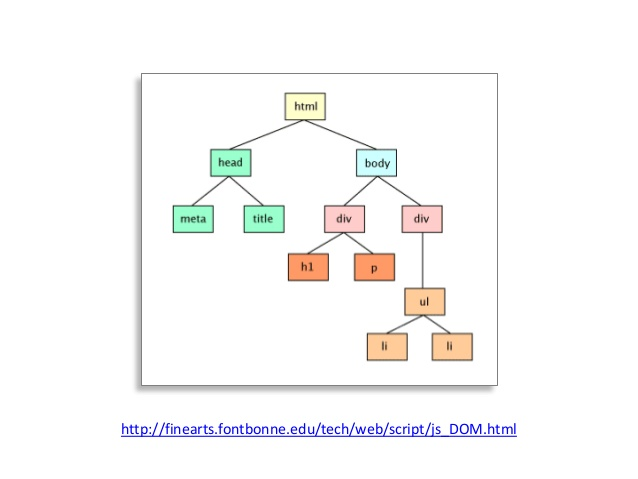 html
head body
meta title div div
h1 p
ul
li li
http://finearts.fontbonne.edu/tech/web/script/js_DOM.html